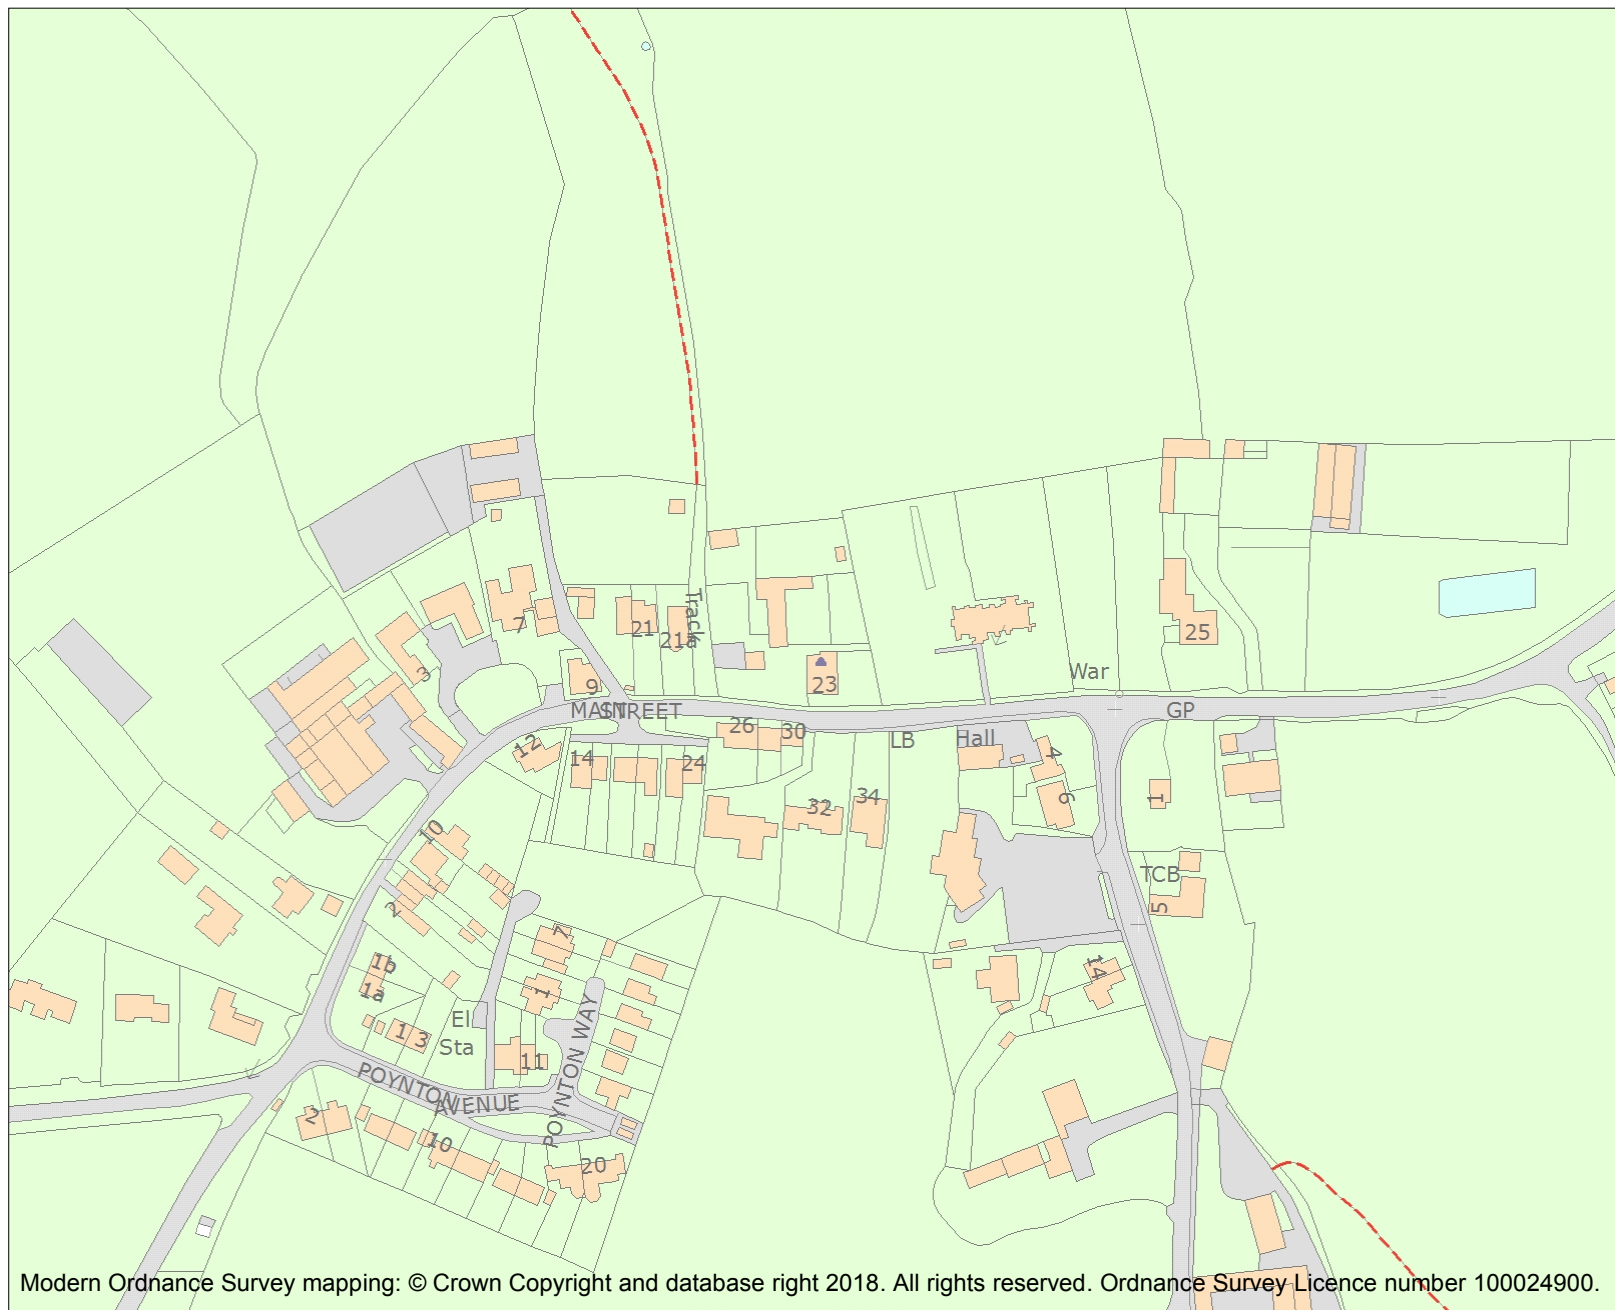 Track
7
21
21a
25
3
9
23
War
MAIN STREET
GP
26
30
LB
Hall
12
14
24
4
6
1
32
34
10
TCB
2
5
7
1b
1a
14
1
El
Sta
1
3
11
POYNTON WAY
POYNTON
AVENUE
2
10
20
Modern Ordnance Survey mapping: © Crown Copyright and database right 2018. All rights reserved. Ordnance Survey Licence number 100024900.